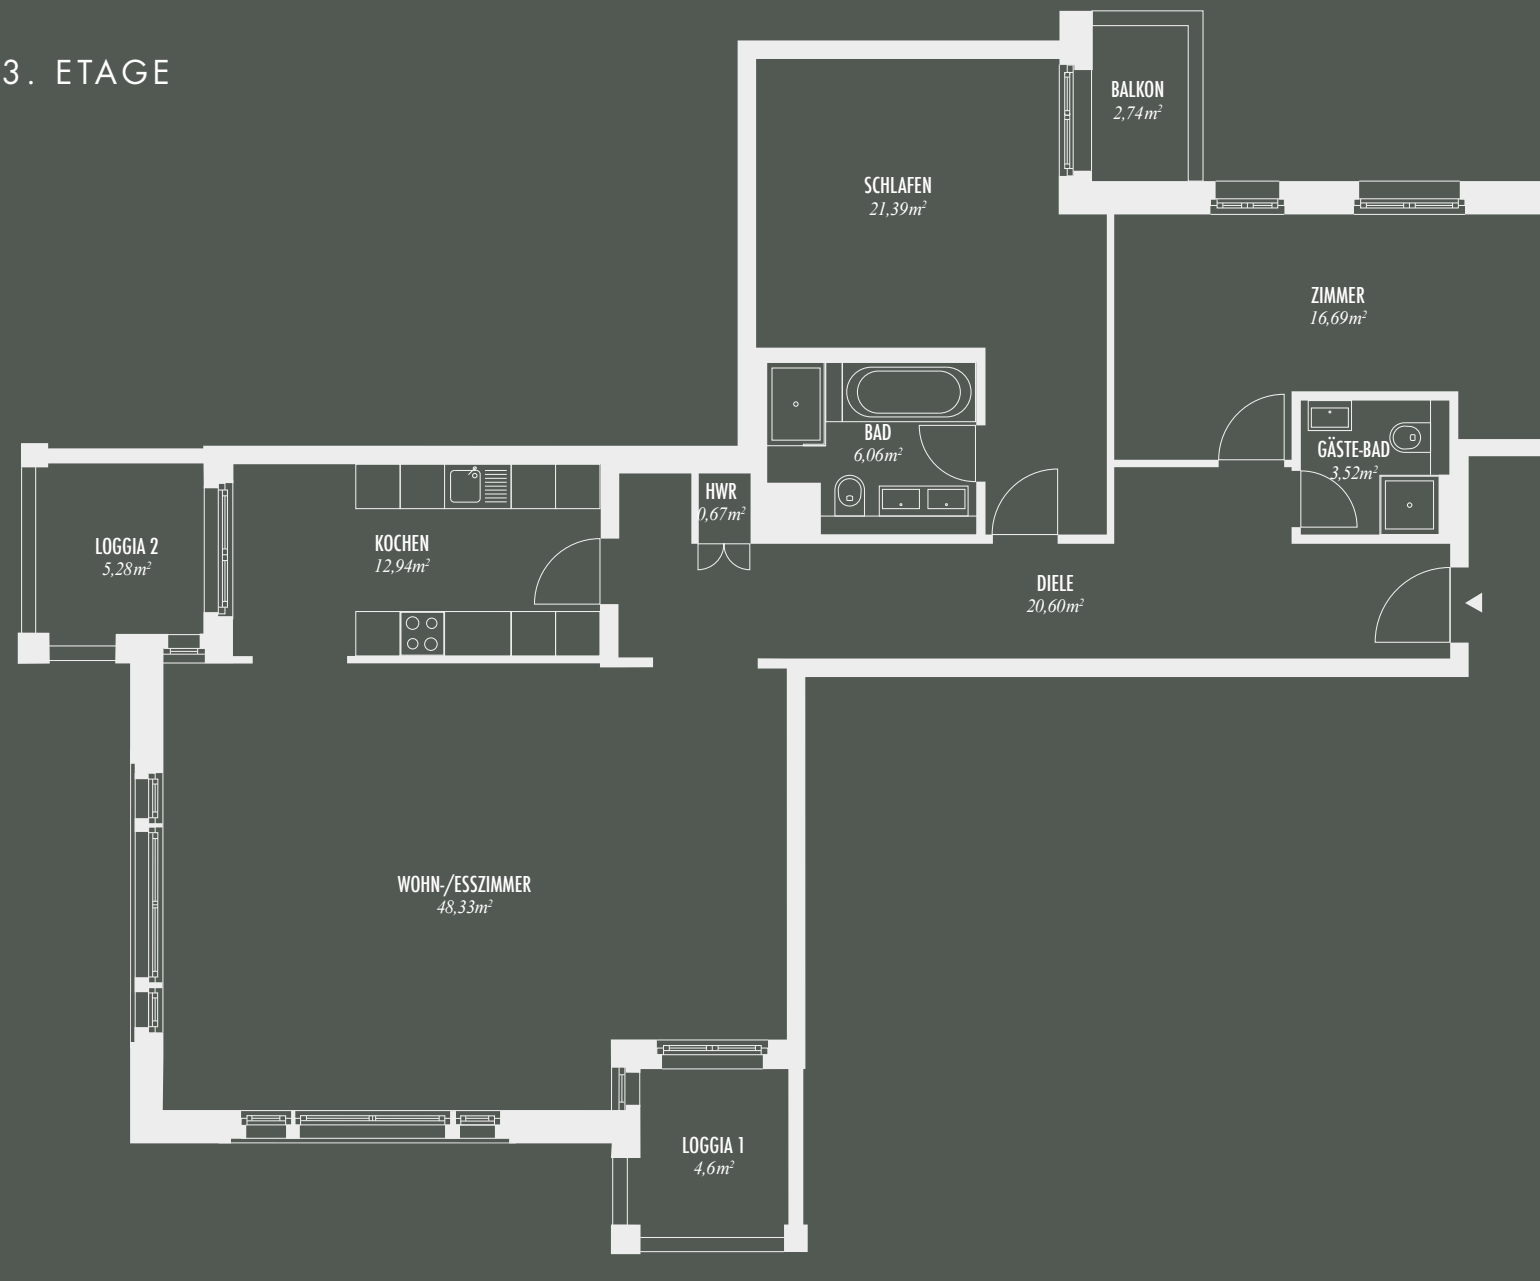 3. ETAGE
BALKON
2,74m²
SCHLAFEN
21,39m²
ZIMMER
16,69m²
BAD
6,06m²
GÄSTE-BAD
3,52m²
HWR
0,67m²
LOGGIA 2
5,28m²
KOCHEN
12,94m²
DIELE
20,60m²
WOHN-/ESSZIMMER
48,33m²
LOGGIA 1
4,6m²